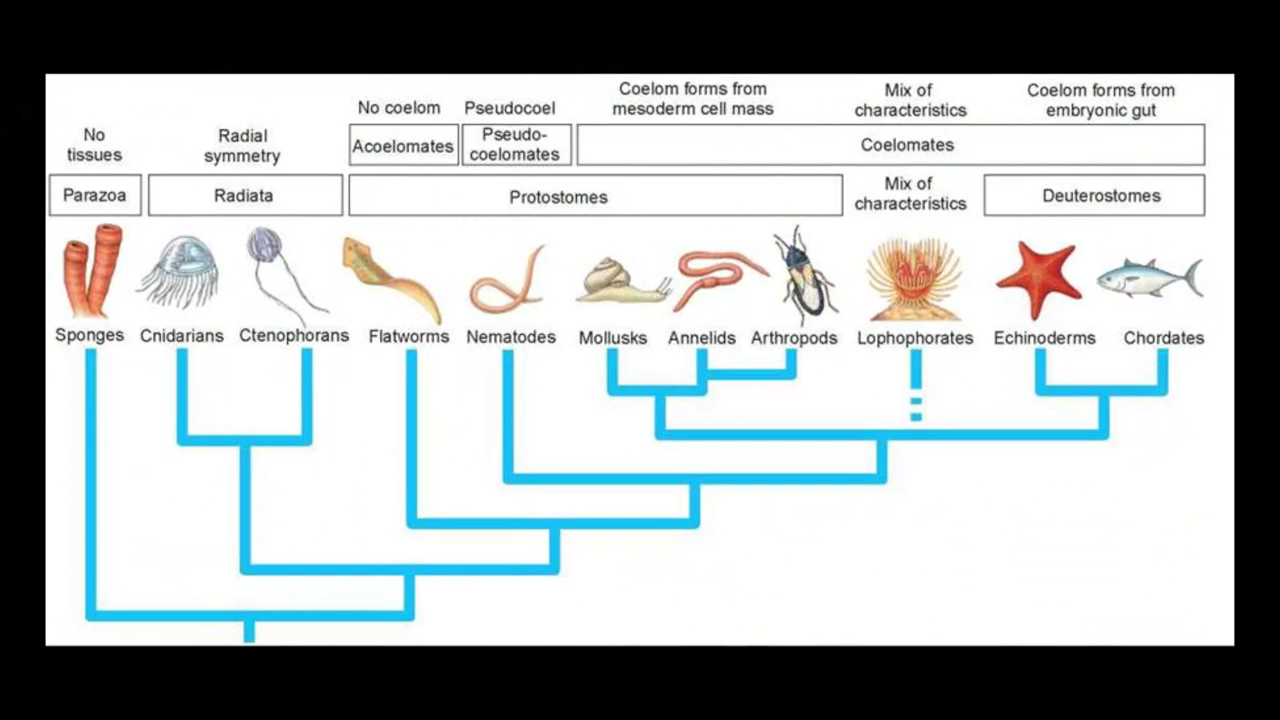 No coelom
Pseudocoel
Coelom forms from
mesoderm cell mass
Mix of
characteristics
Coelom forms from
embryonic gut
No
tissues
Radial
symmetry
Acoelomates
Pseudo-
coelomates
Coelomates
Parazoa
Radiata
Protostomes
Mix of
characteristics
Deuterostomes
Sponges
Cnidarians
Ctenophorans
Flatworms
Nematodes
Mollusks
Annelids
Arthropods
Lophophorates
Echinoderms
Chordates